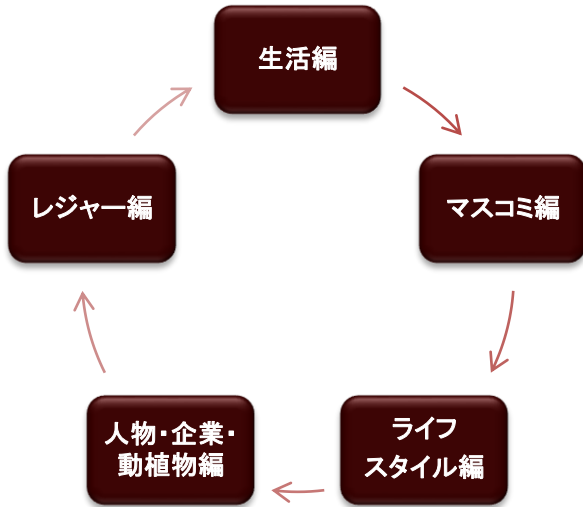 生活編
マスコミ編
ライフ
スタイル編
人物・企業・
動植物編
レジャー編